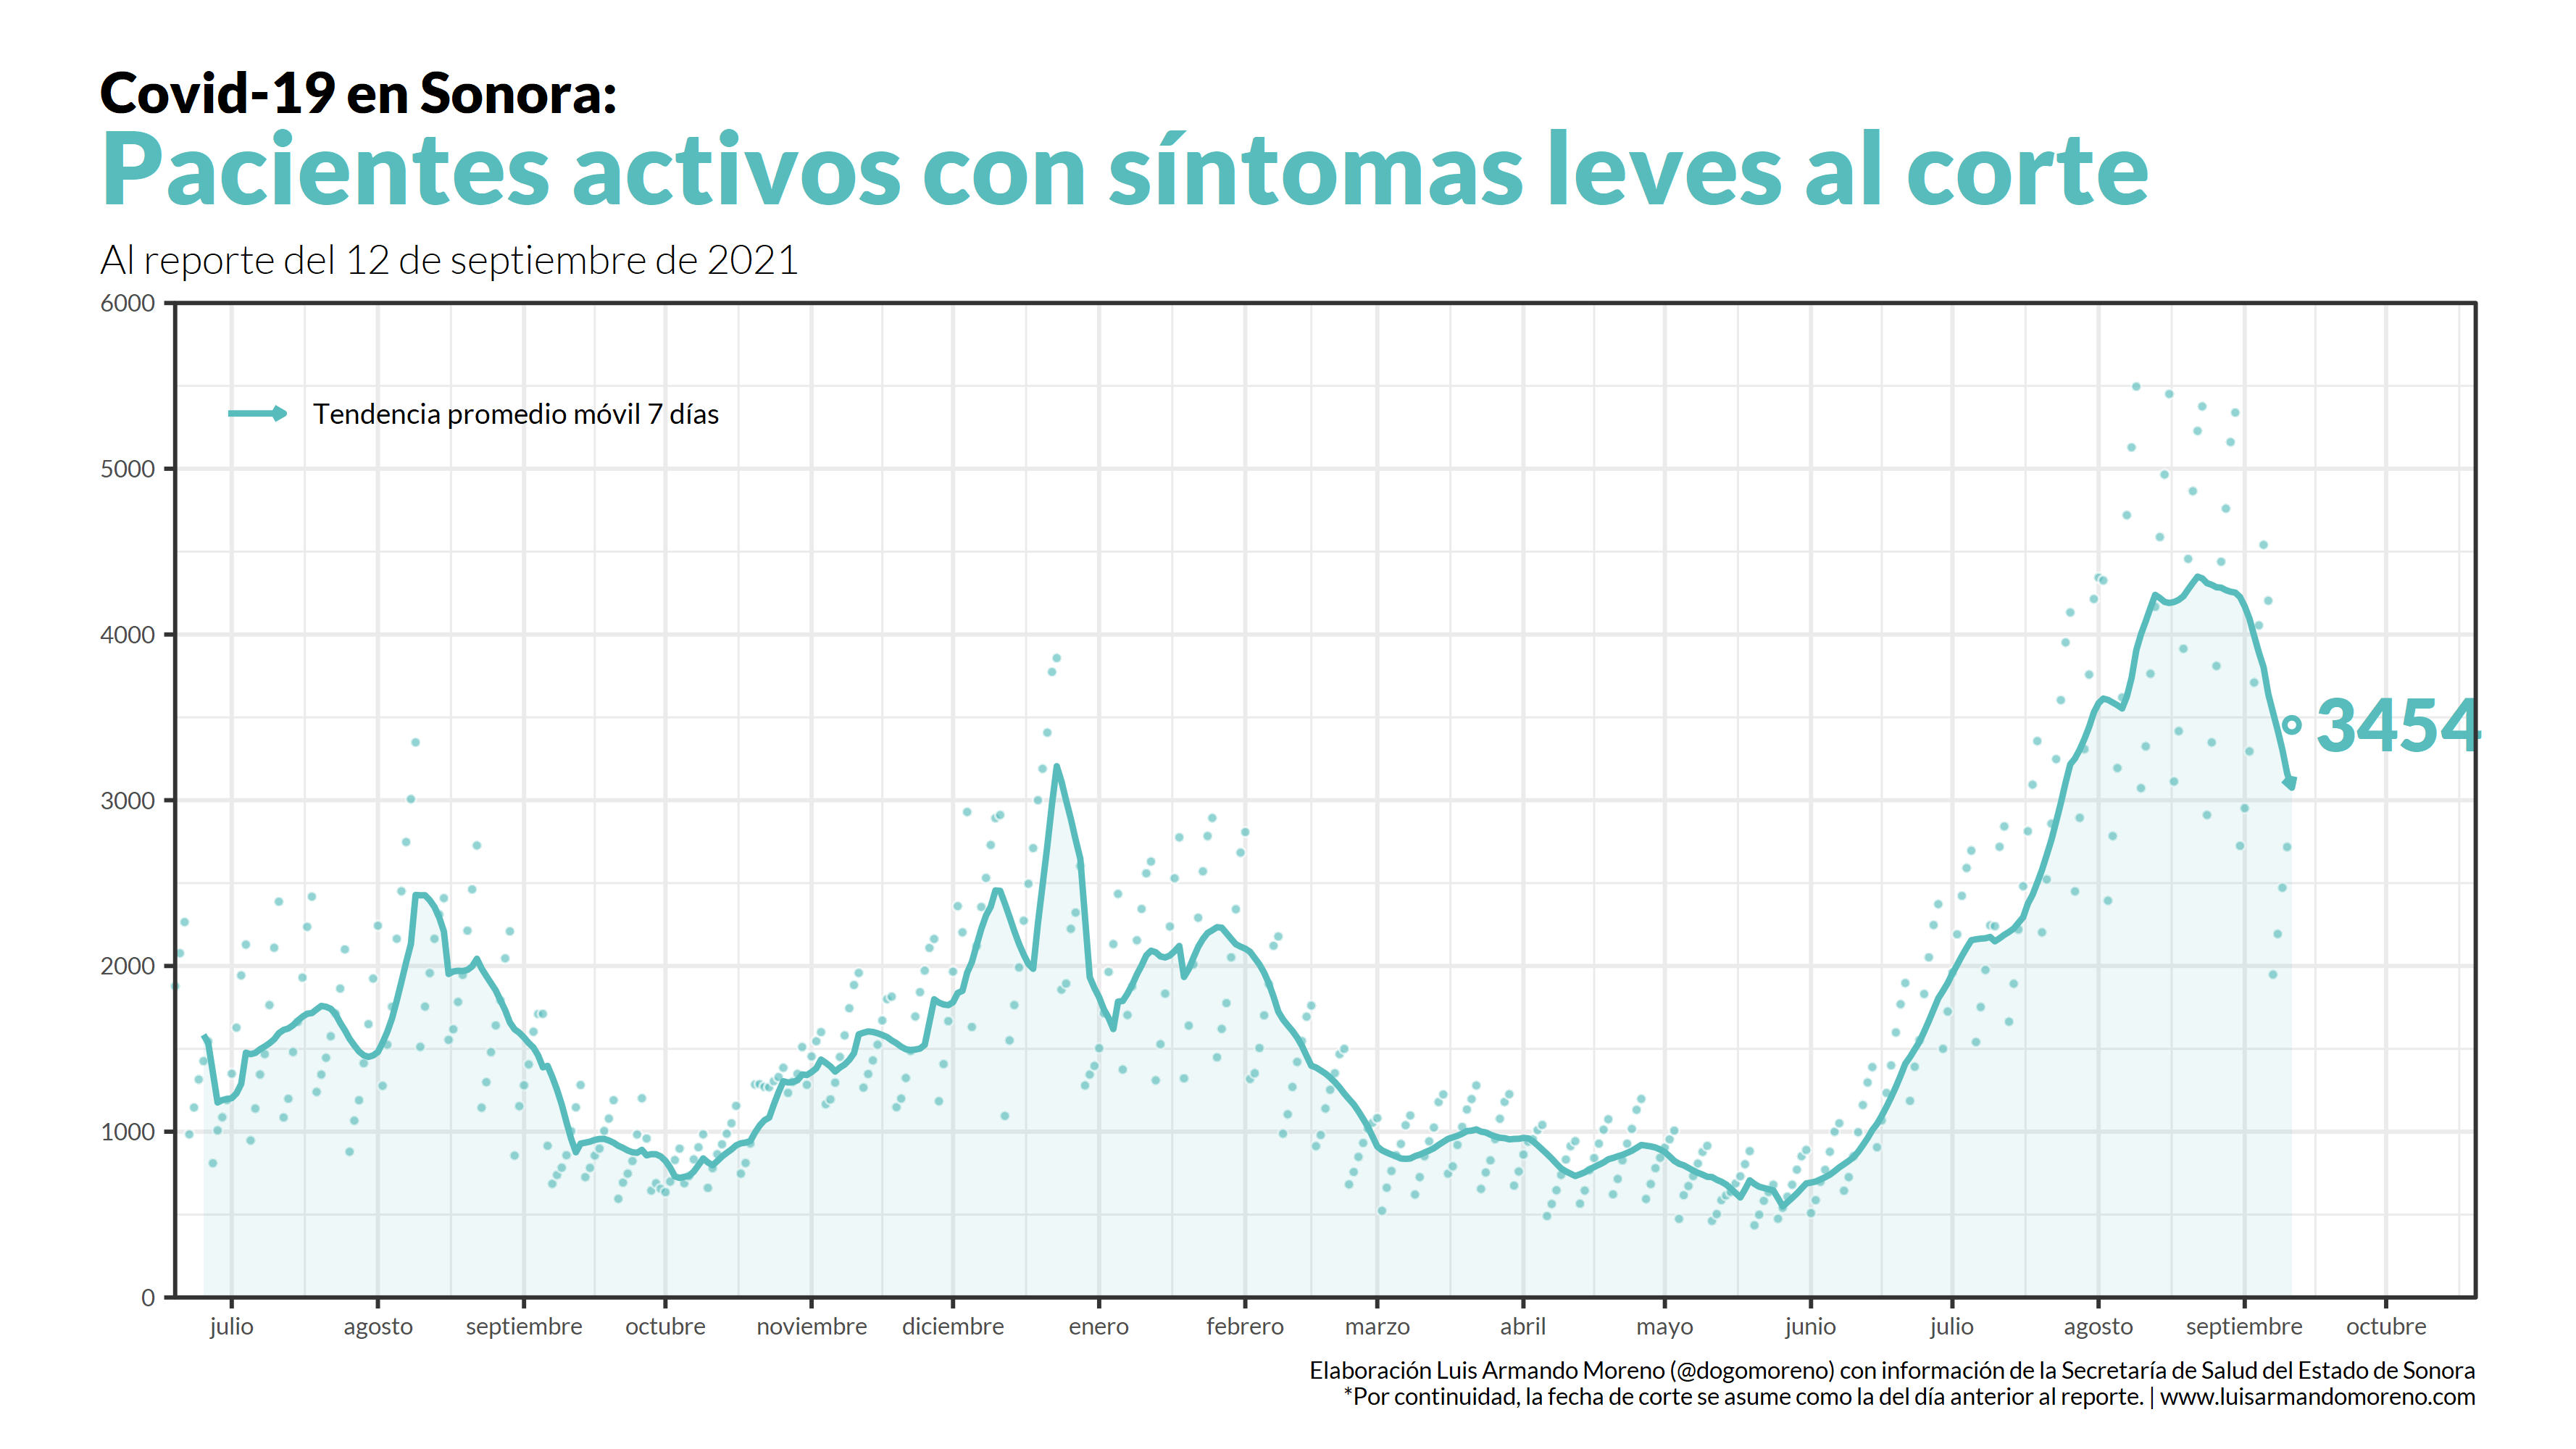 Covid-19 en Sonora:
Pacientes activos con síntomas leves al corte
Al reporte del 12 de septiembre de 2021
6000
Tendencia promedio móvil 7 días
5000
4000
3454
3000
2000
1000
0
julio agosto septiembre octubre noviembre diciembre enero febrero marzo abril mayo junio julio agosto septiembre octubre
Elaboración Luis Armando Moreno (@dogomoreno) con información de la Secretaría de Salud del Estado de Sonora
*Por continuidad, la fecha de corte se asume como la del día anterior al reporte. | www.luisarmandomoreno.com